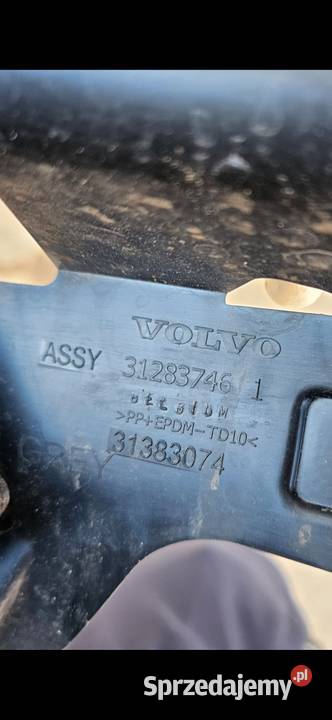 VOLVO
ASSY 31283746 1
BELGIUM
>PP+EPDM-TD10<
GREY 31383074
Sprzedajemy.pl